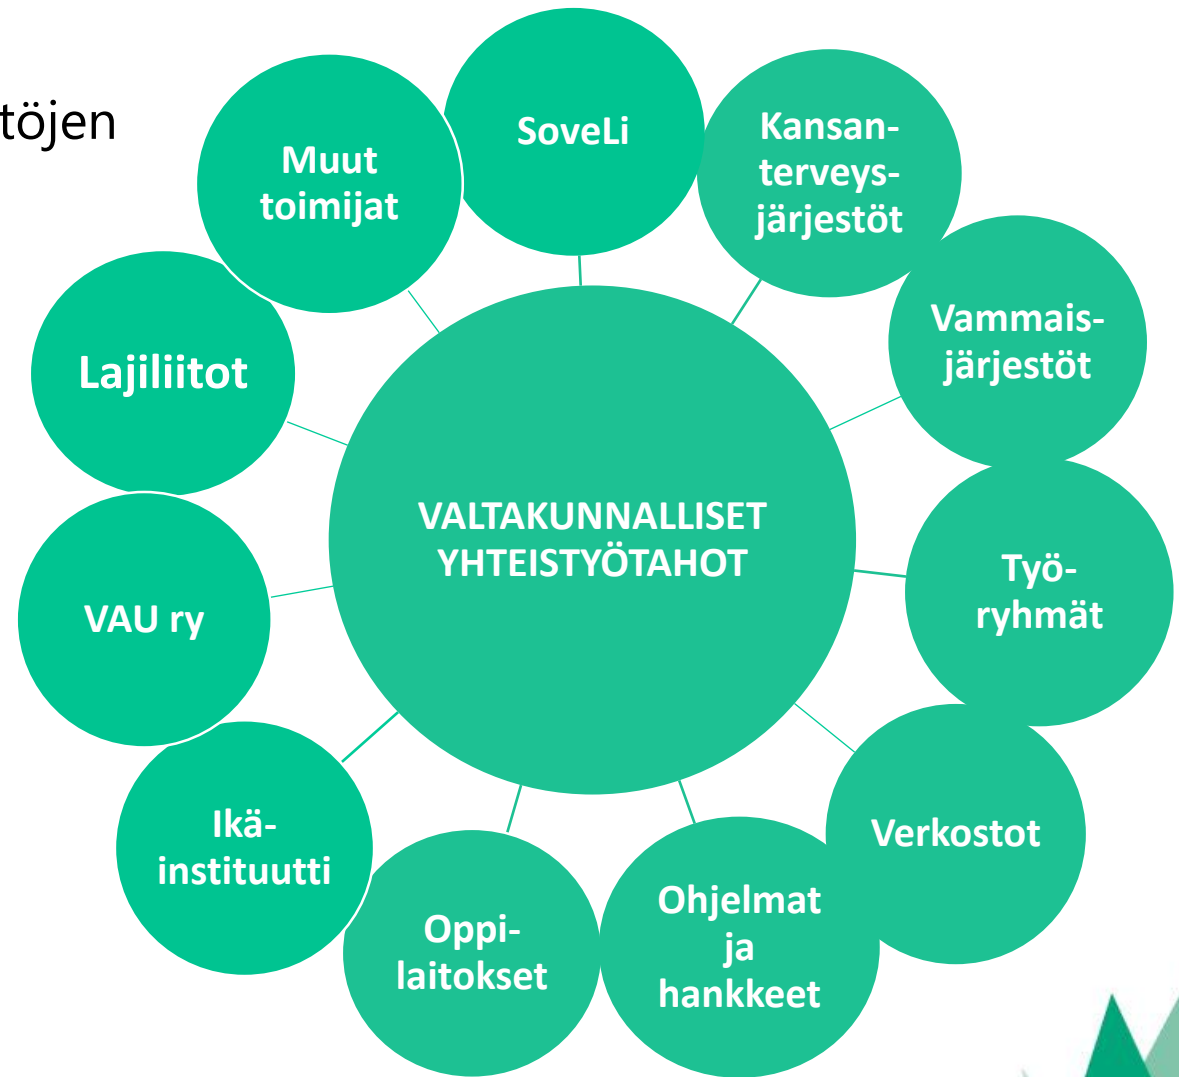 töjen
SoveLi
Kansan-
terveys-
järjestöt
Vammais-
järjestöt
Työ-
ryhmät
Verkostot
Ohjelmat
ja
hankkeet
Oppi-
laitokset
Ikä-
instituutti
VAU ry
Lajiliitot
Muut
toimijat
VALTAKUNNALLISET
YHTEISTYÖTAHOT